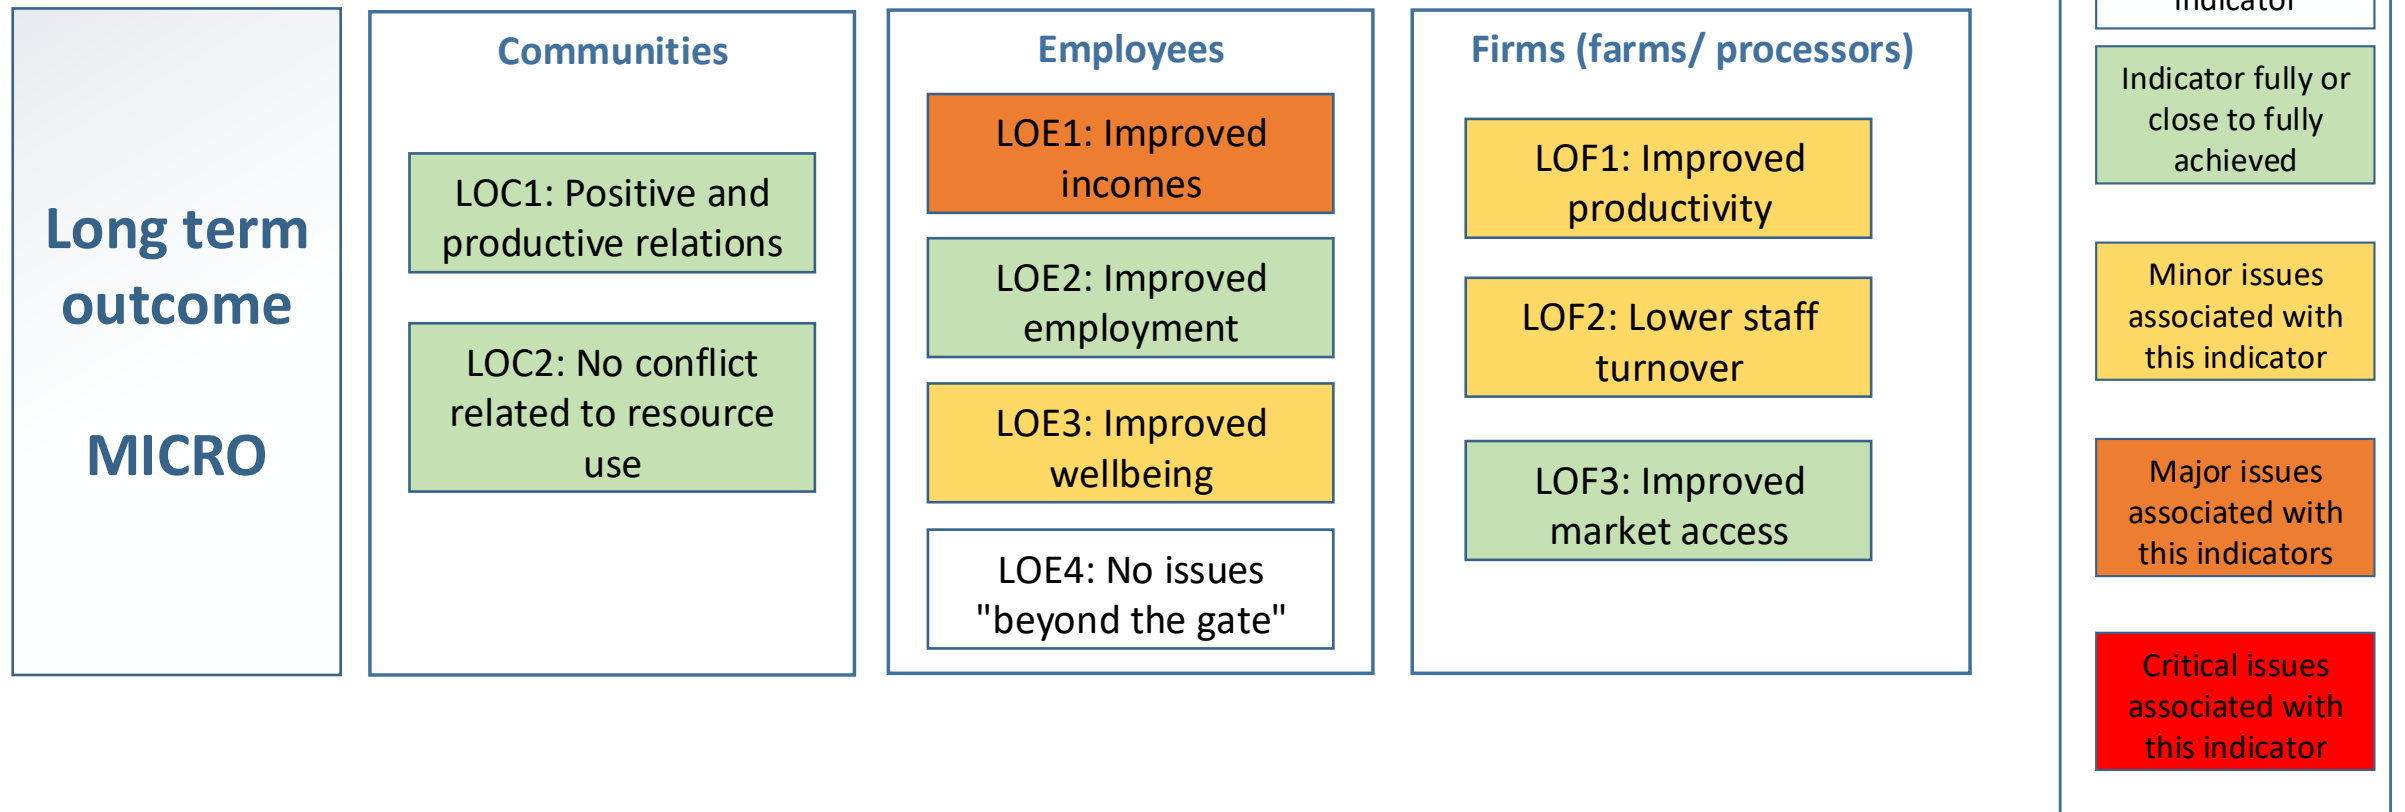 Long term
outcome
MICRO
Communities
LOC1: Positive and
productive relations
LOC2: No conflict
related to resource
use
Employees
LOE1: Improved
incomes
LOE2: Improved
employment
LOE3: Improved
wellbeing
LOE4: No issues
"beyond the gate"
Firms (farms/ processors)
LOF1: Improved
productivity
LOF2: Lower staff
turnover
LOF3: Improved
market access
indicator
Indicator fully or
close to fully
achieved
Minor issues
associated with
this indicator
Major issues
associated with
this indicators
Critical issues
associated with
this indicator